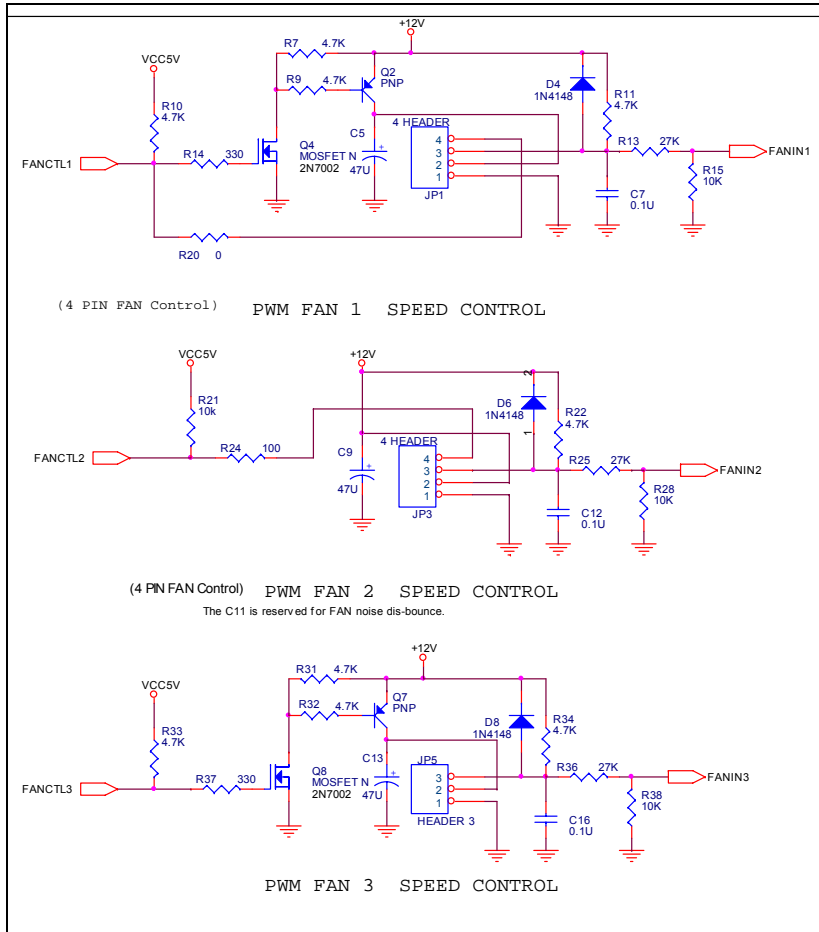 +12V
R7 4.7K
VCC5V
Q2
PNP
D4
1N4148
R9 4.7K
R11
4.7K
R10
4.7K
C5
4 HEADER
R13 27K
FANCTL1
R14 330
Q4
MOSFET N
2N7002
47U
4
3
2
1
FANIN1
R15
10K
JP1
C7
0.1U
R20 0
(4 PIN FAN Control) PWM FAN 1 SPEED CONTROL
VCC5V
+12V
2
D6
1N4148
R21
10k
R22
4.7K
1
R24 100
C9
4 HEADER
FANCTL2
R25 27K
FANIN2
47U
4
3
2
1
R28
10K
JP3
C12
0.1U
(4 PIN FAN Control) PWM FAN 2 SPEED CONTROL
The C11 is reserved for FAN noise dis-bounce.
+12V
R31 4.7K
VCC5V
Q7
PNP
R32 4.7K
D8
1N4148
R34
4.7K
R33
4.7K
C13
JP5
R36 27K
FANCTL3
R37 330
Q8
MOSFET N
2N7002
47U
3
2
1
FANIN3
R38
10K
HEADER 3
C16
0.1U
PWM FAN 3 SPEED CONTROL